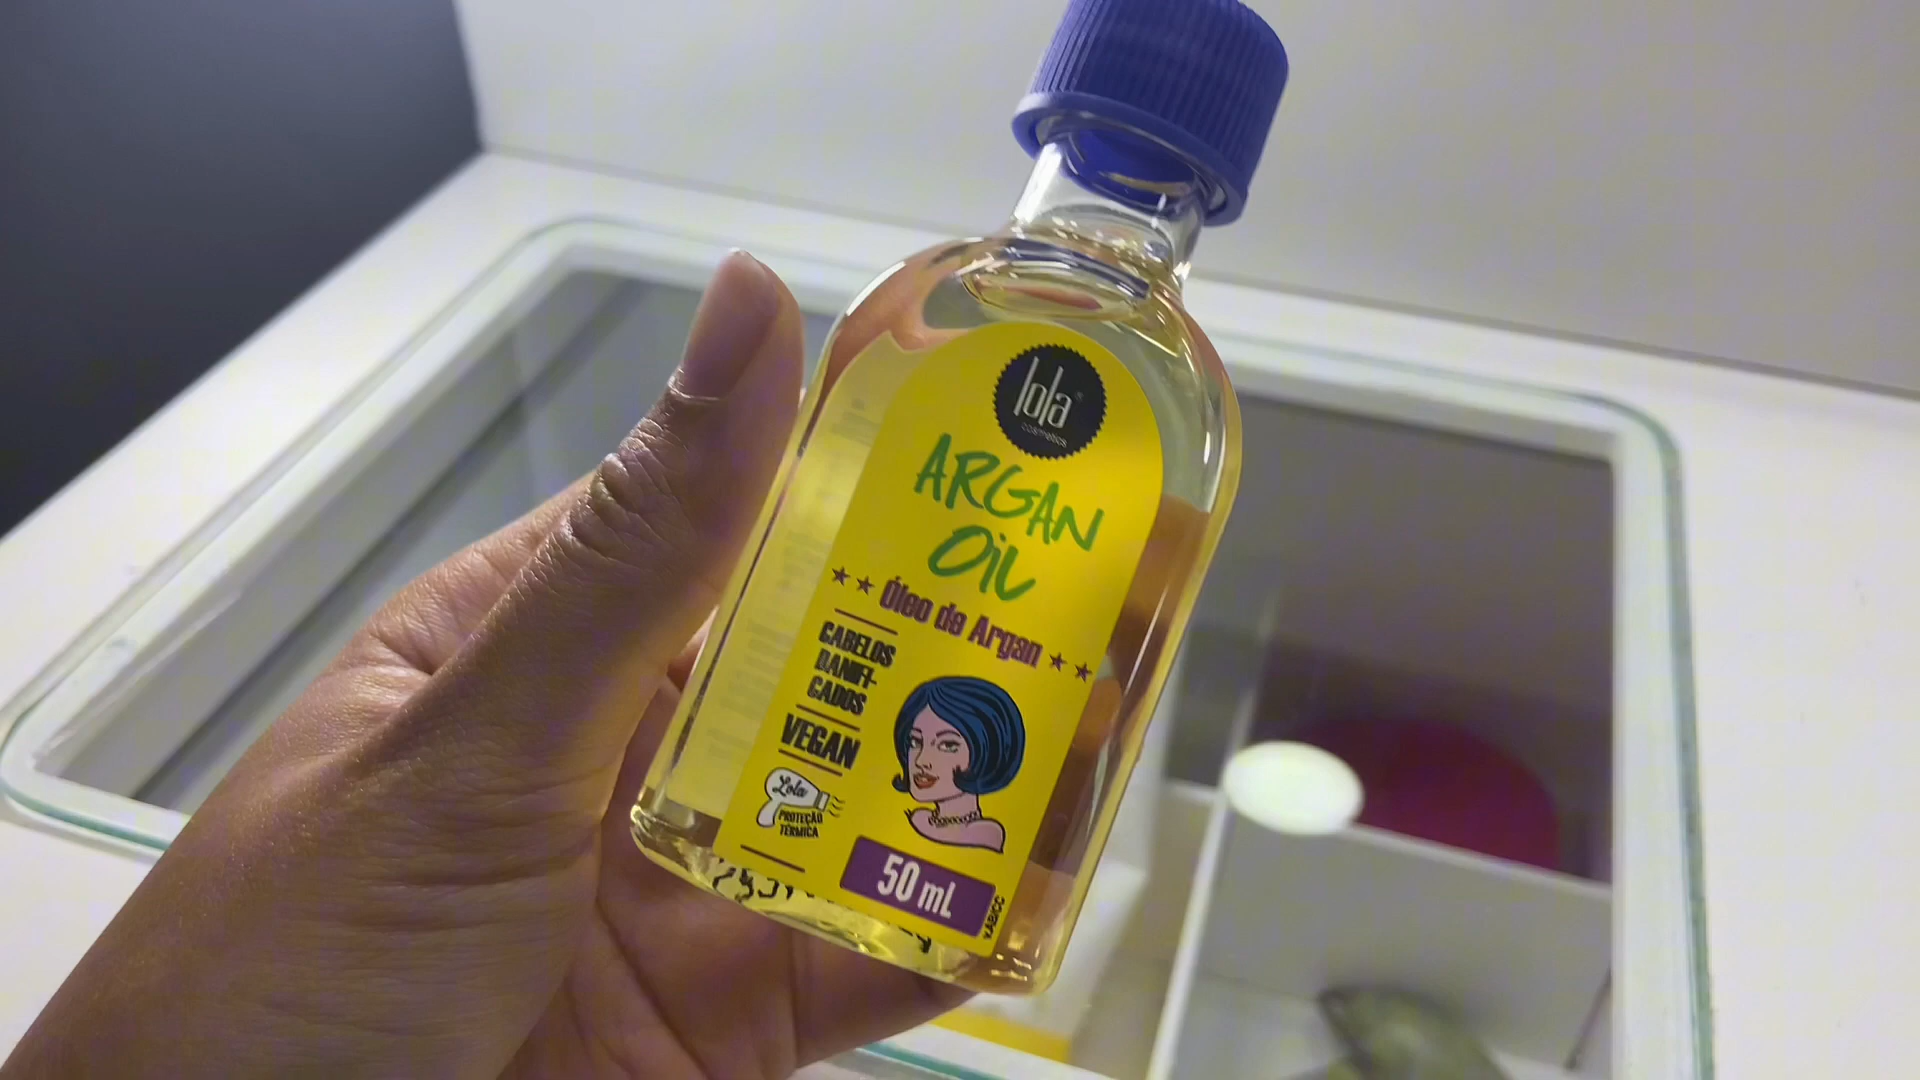 lola
cosmetics
ARGAN
OIL
Óleo de Argan
CABELOS
DANIFI-
CADOS
VEGAN
Lola
PROTEÇÃO
TÉRMICA
50 mL